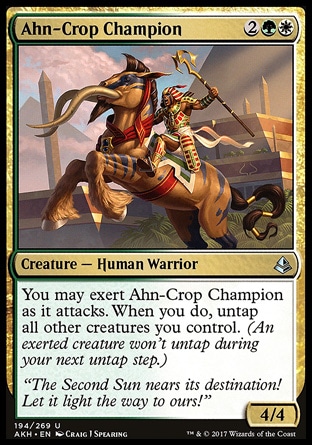 Ahn-Crop Champion 2
Creature — Human Warrior
You may exert Ahn-Crop Champion
as it attacks. When you do, untap
all other creatures you control. (An
exerted creature won't untap during
your next untap step.)
"The Second Sun nears its destination!
Let it light the way to ours!"
4/4
194/269 U
AKH • EN Craig J Spearing
™ & © 2017 Wizards of the Coast